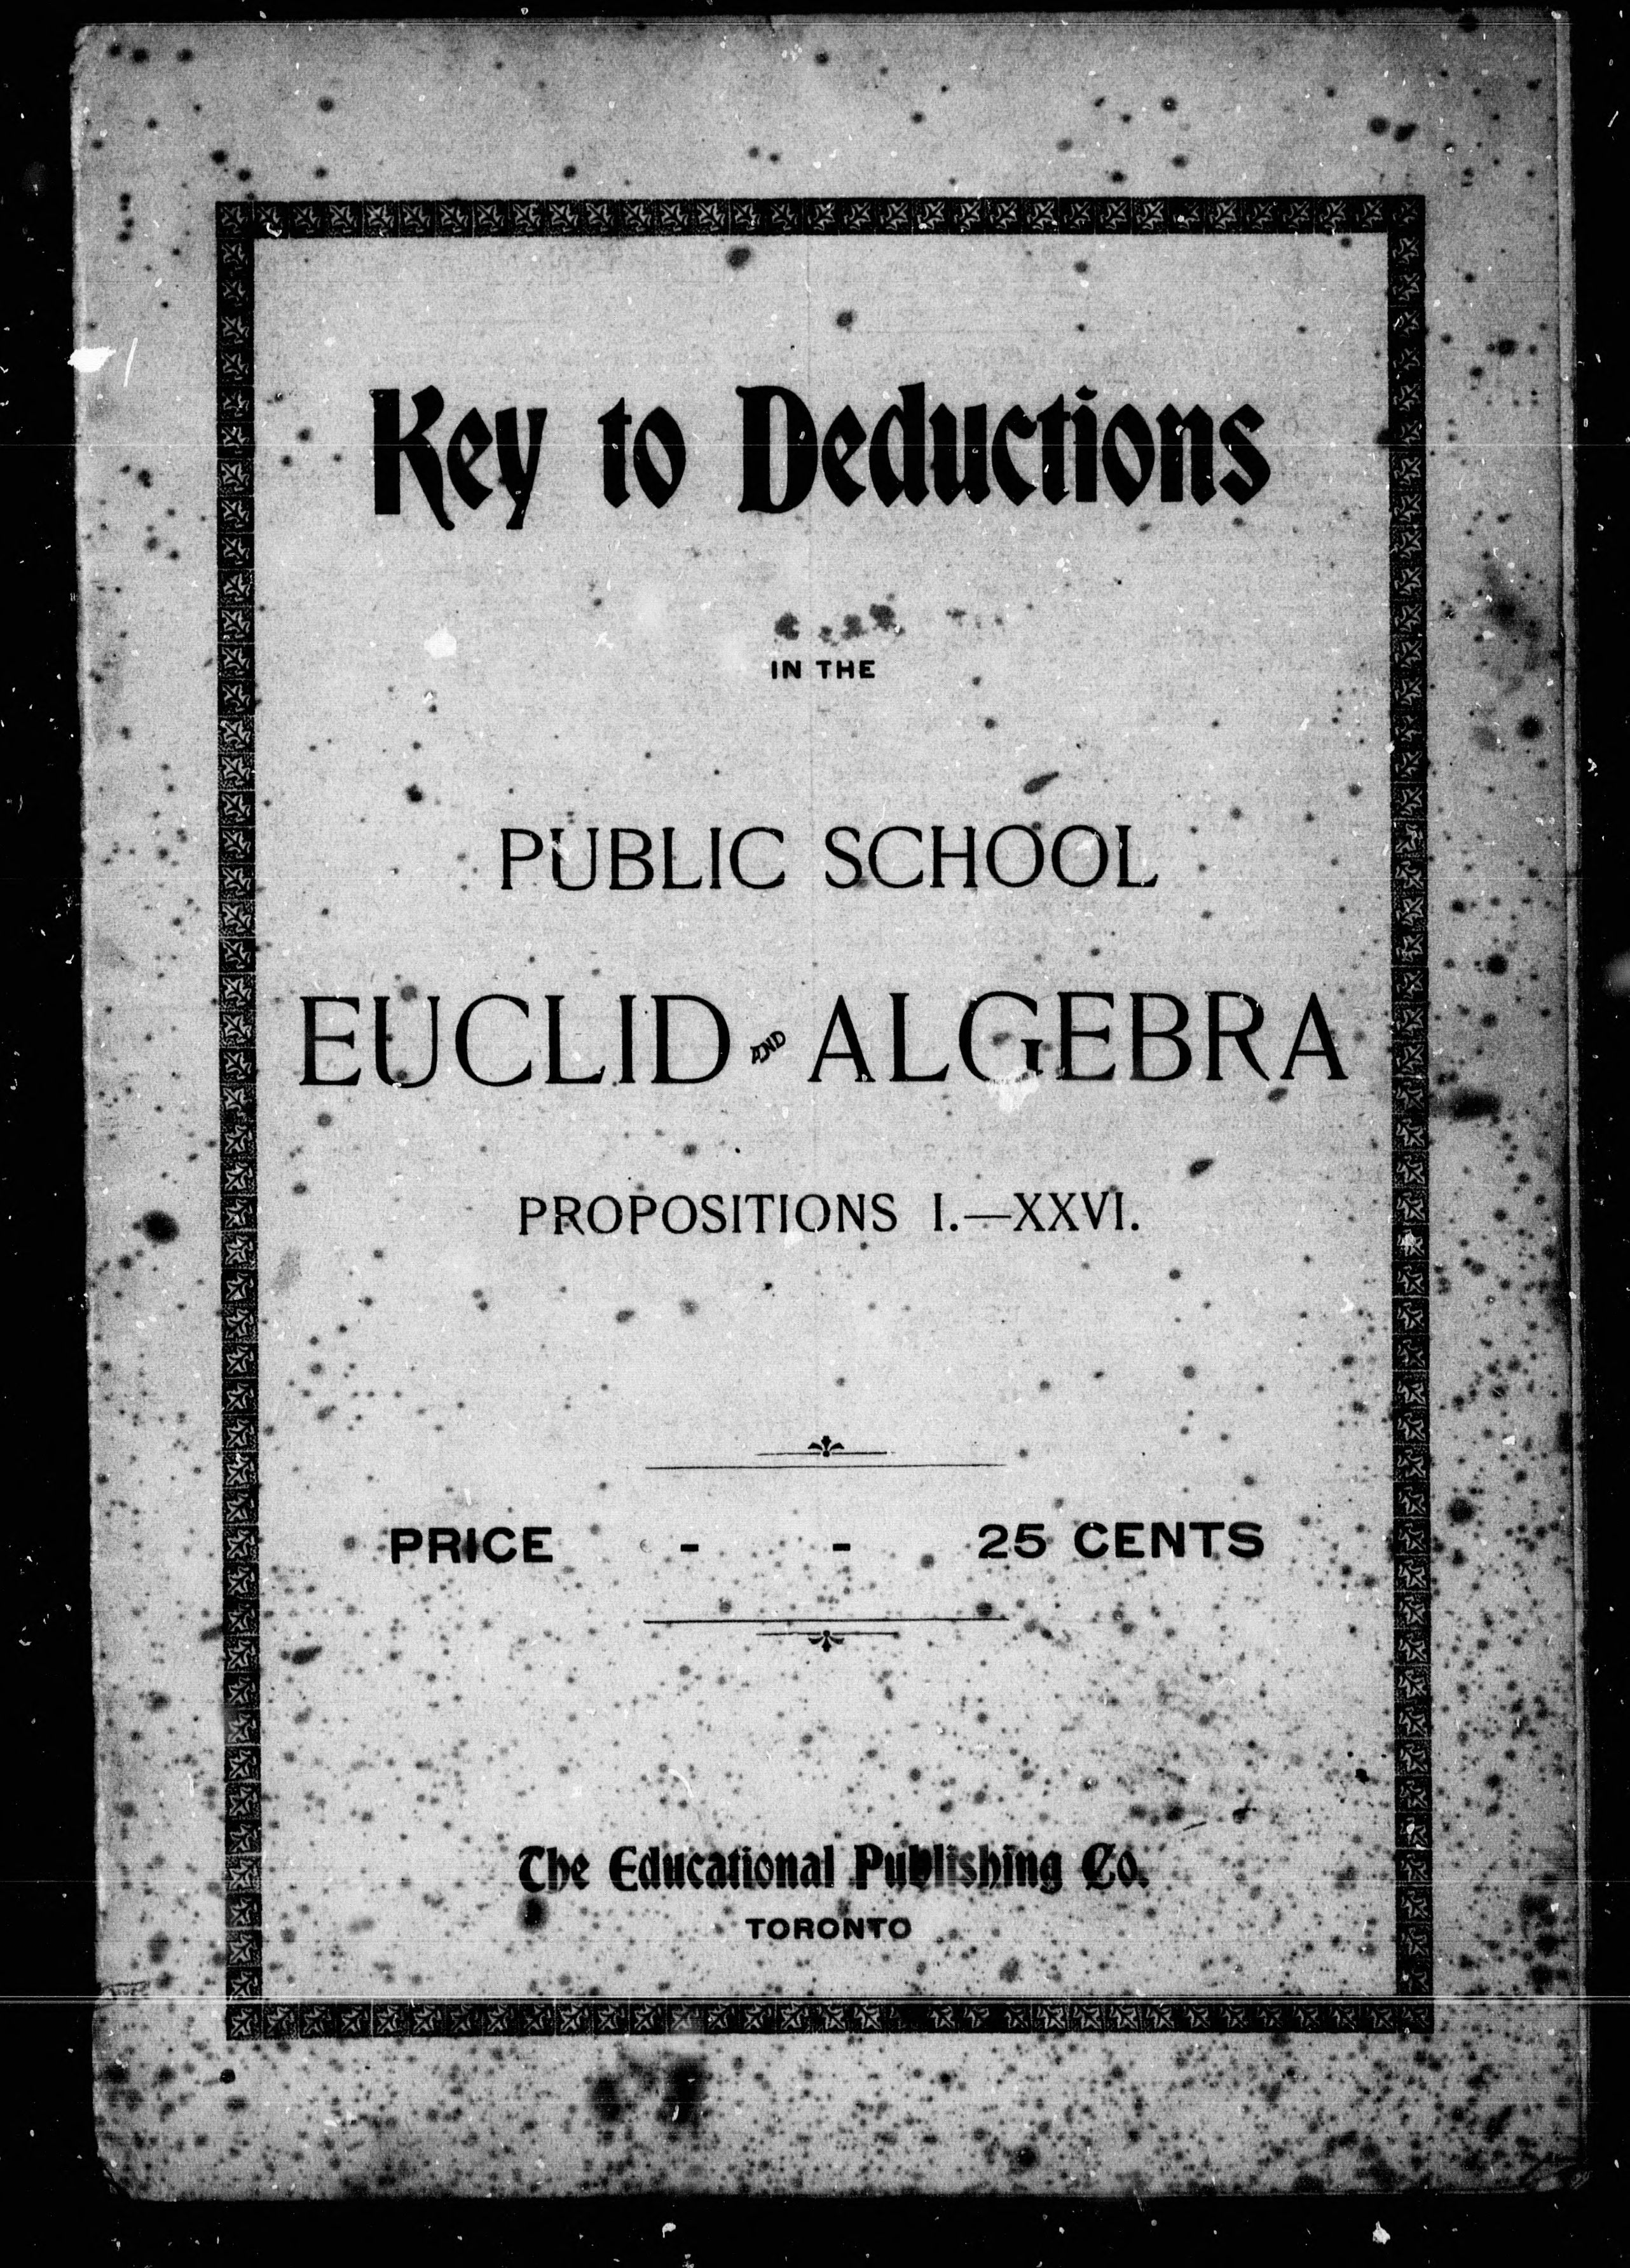 Key to Deductions
IN THE
PUBLIC SCHOOL
EUCLID AND ALGEBRA
PROPOSITIONS I.—XXVI.
PRICE - - 25 CENTS
The Educational Publishing Co.
TORONTO